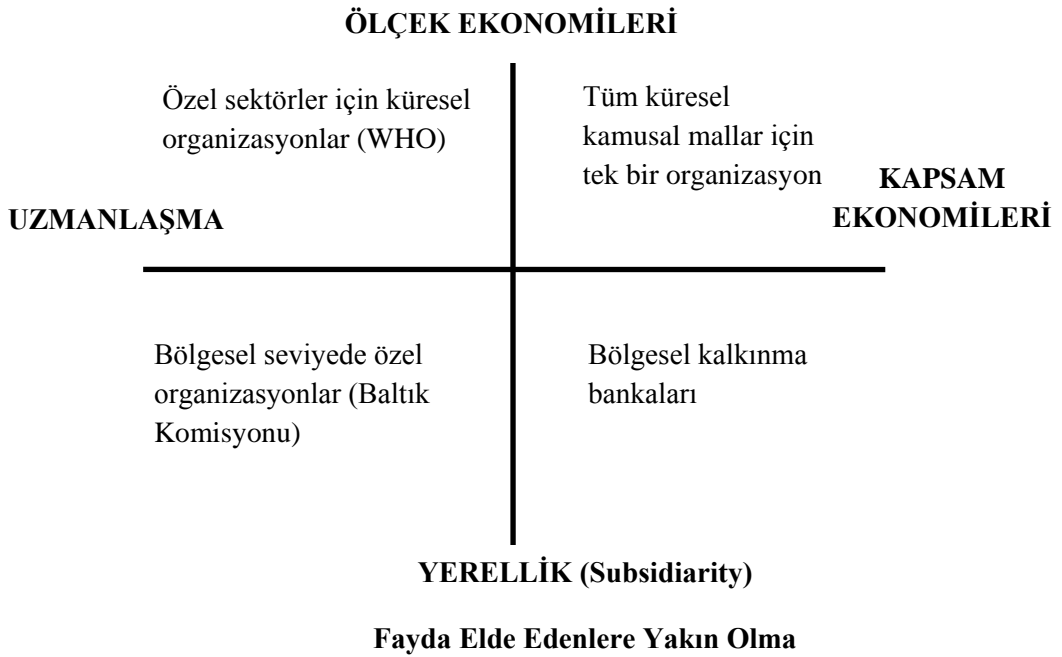 ÖLÇEK EKONOMİLERİ
Özel sektörler için küresel
organizasyonlar (WHO)
Tüm küresel
kamusal mallar için
tek bir organizasyon
UZMANLAŞMA
KAPSAM
EKONOMİLERİ
Bölgesel seviyede özel
organizasyonlar (Baltık
Komisyonu)
Bölgesel kalkınma
bankaları
YERELLİK (Subsidiarity)
Fayda Elde Edenlere Yakın Olma